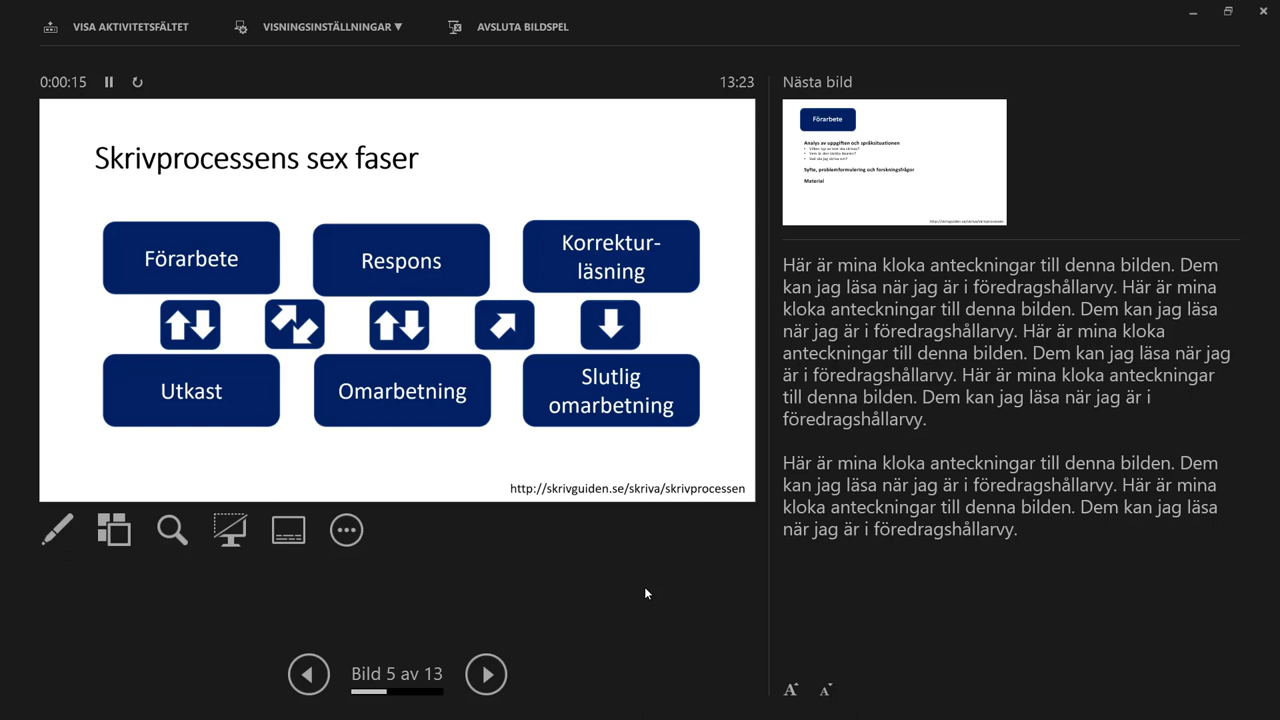 VISA AKTIVITETSFÄLTET
VISNINGSINSTÄLLNINGAR ▼
AVSLUTA BILDSPEL
0:00:15
13:23
Skrivprocessens sex faser
Förarbete
Respons
Korrektur-
läsning
Utkast
Omarbetning
Slutlig
omarbetning
http://skrivguiden.se/skriva/skrivprocessen
Bild 5 av 13
Nästa bild
Förarbete
Analys av uppgiften och språksituationen
Syfte, problemformulering och forskningsfrågor
Material
http://skrivguiden.se/skriva/skrivprocessen
Här är mina kloka anteckningar till denna bilden. Dem
kan jag läsa när jag är i föredragshållarvy. Här är mina
kloka anteckningar till denna bilden. Dem kan jag läsa
när jag är i föredragshållarvy. Här är mina kloka
anteckningar till denna bilden. Dem kan jag läsa när jag
är i föredragshållarvy. Här är mina kloka anteckningar
till denna bilden. Dem kan jag läsa när jag är i
föredragshållarvy.
Här är mina kloka anteckningar till denna bilden. Dem
kan jag läsa när jag är i föredragshållarvy. Här är mina
kloka anteckningar till denna bilden. Dem kan jag läsa
när jag är i föredragshållarvy.
A
A